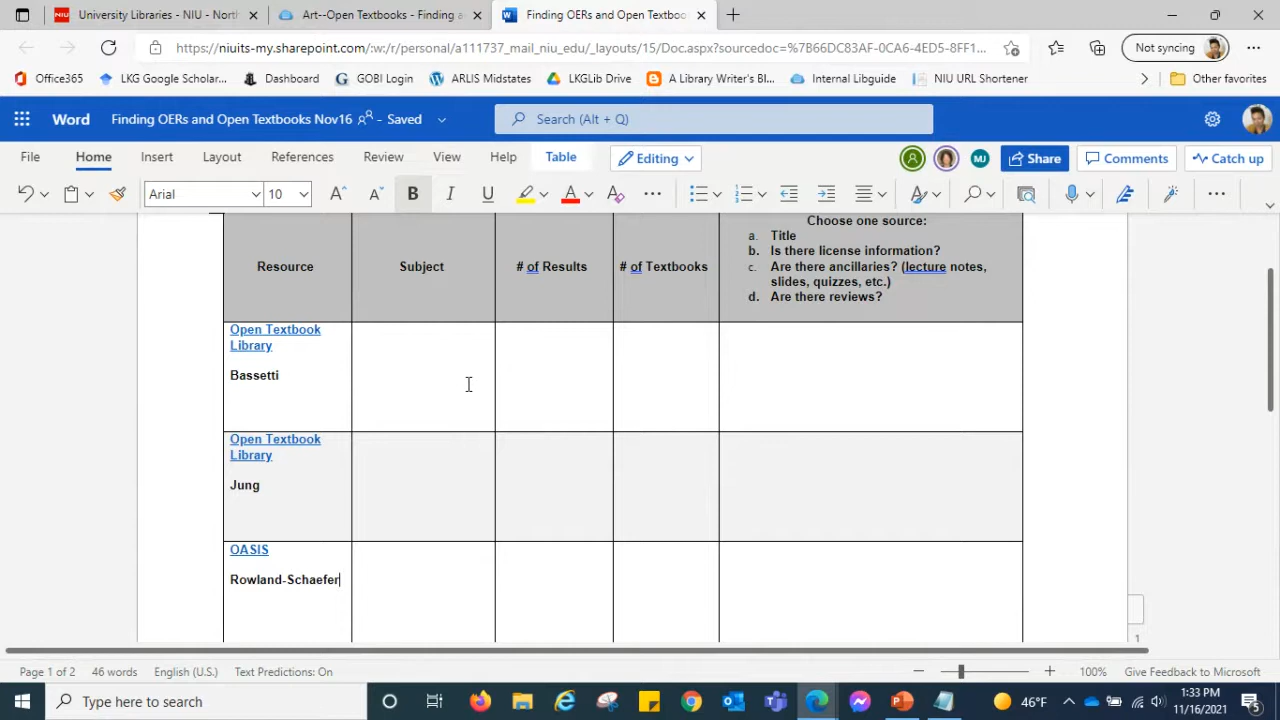 University Libraries - NIU - North
Art--Open Textbooks - Finding a
Finding OERs and Open Textboo
https://niuits-my.sharepoint.com/:w:/r/personal/a111737_mail_niu_edu/_layouts/15/Doc.aspx?sourcedoc=%7B66DC83AF-0CA6-4ED5-8FF1...
Not syncing
Office365
LKG Google Scholar...
Dashboard
GOBI Login
ARLIS Midstates
LKGLib Drive
A Library Writer's Bl...
Internal Libguide
NIU URL Shortener
Other favorites
Word
Finding OERs and Open Textbooks Nov16 - Saved
Search (Alt + Q)
File
Home
Insert
Layout
References
Review
View
Help
Table
Editing
MJ
Share
Comments
Catch up
Arial
10
Resource
Subject
# of Results
# of Textbooks
Choose one source:
a. Title
b. Is there license information?
c. Are there ancillaries? (lecture notes,
slides, quizzes, etc.)
d. Are there reviews?
Open Textbook
Library
Bassetti
Open Textbook
Library
Jung
OASIS
Rowland-Schaefer
1
Page 1 of 2
46 words
English (U.S.)
Text Predictions: On
100%
Give Feedback to Microsoft
Type here to search
46°F
1:33 PM
11/16/2021
5